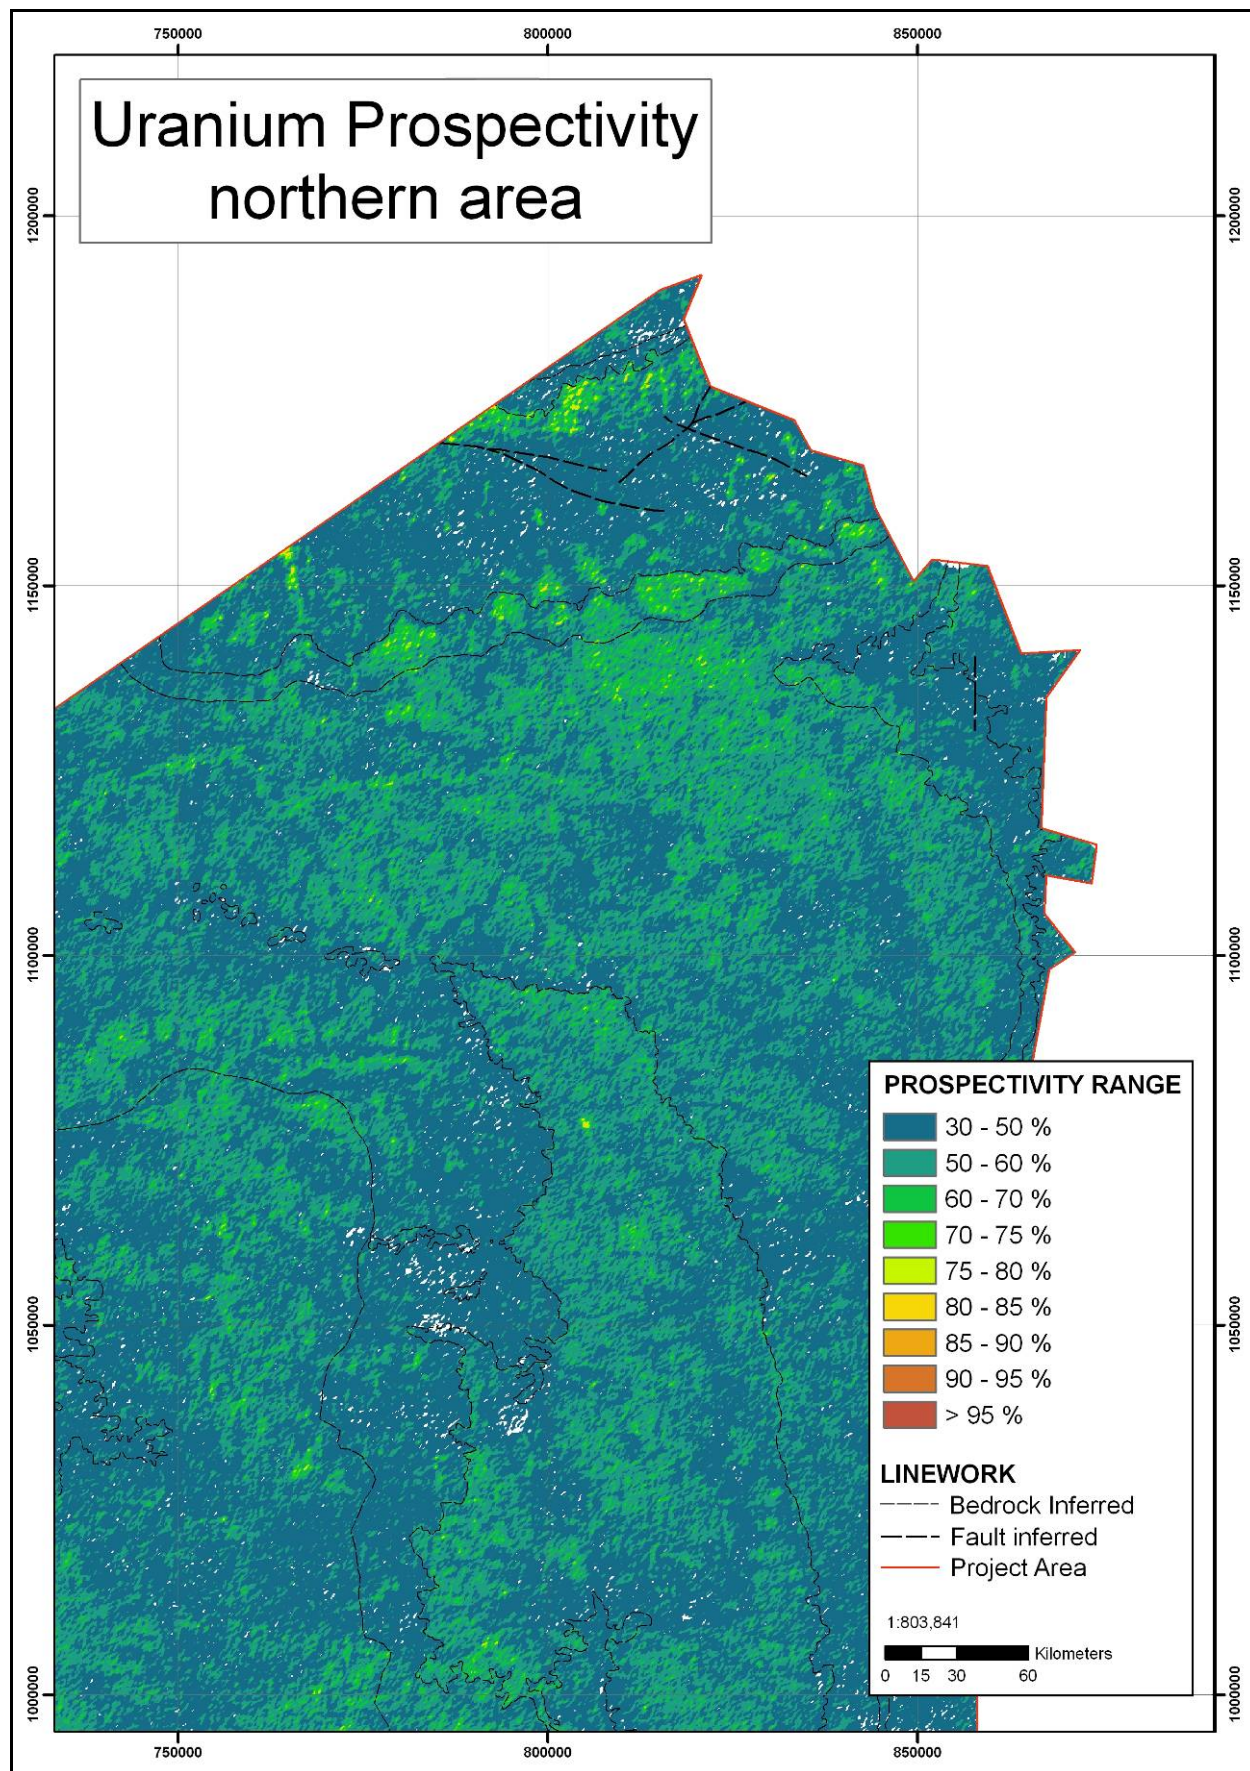 750000
800000
850000
Uranium Prospectivity
northern area
1200000
1200000
1150000
1150000
1100000
1100000
PROSPECTIVITY RANGE
30 - 50 %
50 - 60 %
60 - 70 %
70 - 75 %
75 - 80 %
80 - 85 %
85 - 90 %
90 - 95 %
> 95 %
1050000
1050000
LINEWORK
Bedrock Inferred
Fault inferred
Project Area
1:803,841
Kilometers
0 15 30 60
1000000
1000000
750000
800000
850000